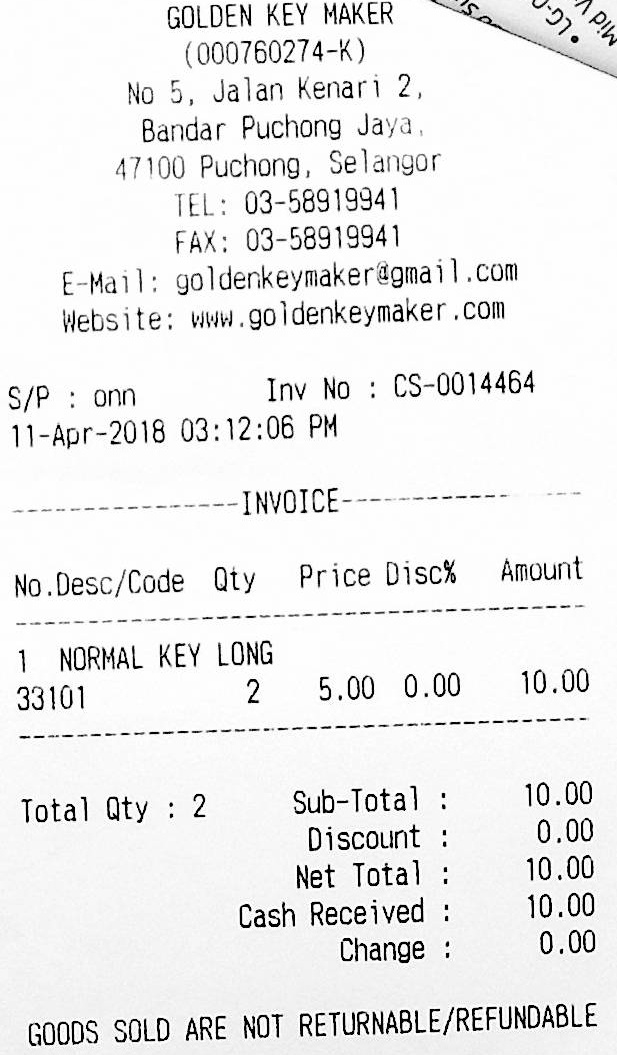 GOLDEN KEY MAKER
(000760274-K)
No 5, Jalan Kenari 2,
Bandar Puchong Jaya,
47100 Puchong, Selangor
TEL: 03-58919941
FAX: 03-58919941
E-Mail: goldenkeymaker@gmail.com
Website: www.goldenkeymaker.com
S/P : onn Inv No : CS-0014464
11-Apr-2018 03:12:06 PM
----------------INVOICE----------------
No.Desc/Code Qty Price Disc% Amount
1 NORMAL KEY LONG
33101 2 5.00 0.00 10.00
Total Qty : 2 Sub-Total : 10.00
Discount : 0.00
Net Total : 10.00
Cash Received : 10.00
Change : 0.00
GOODS SOLD ARE NOT RETURNABLE/REFUNDABLE
Mid